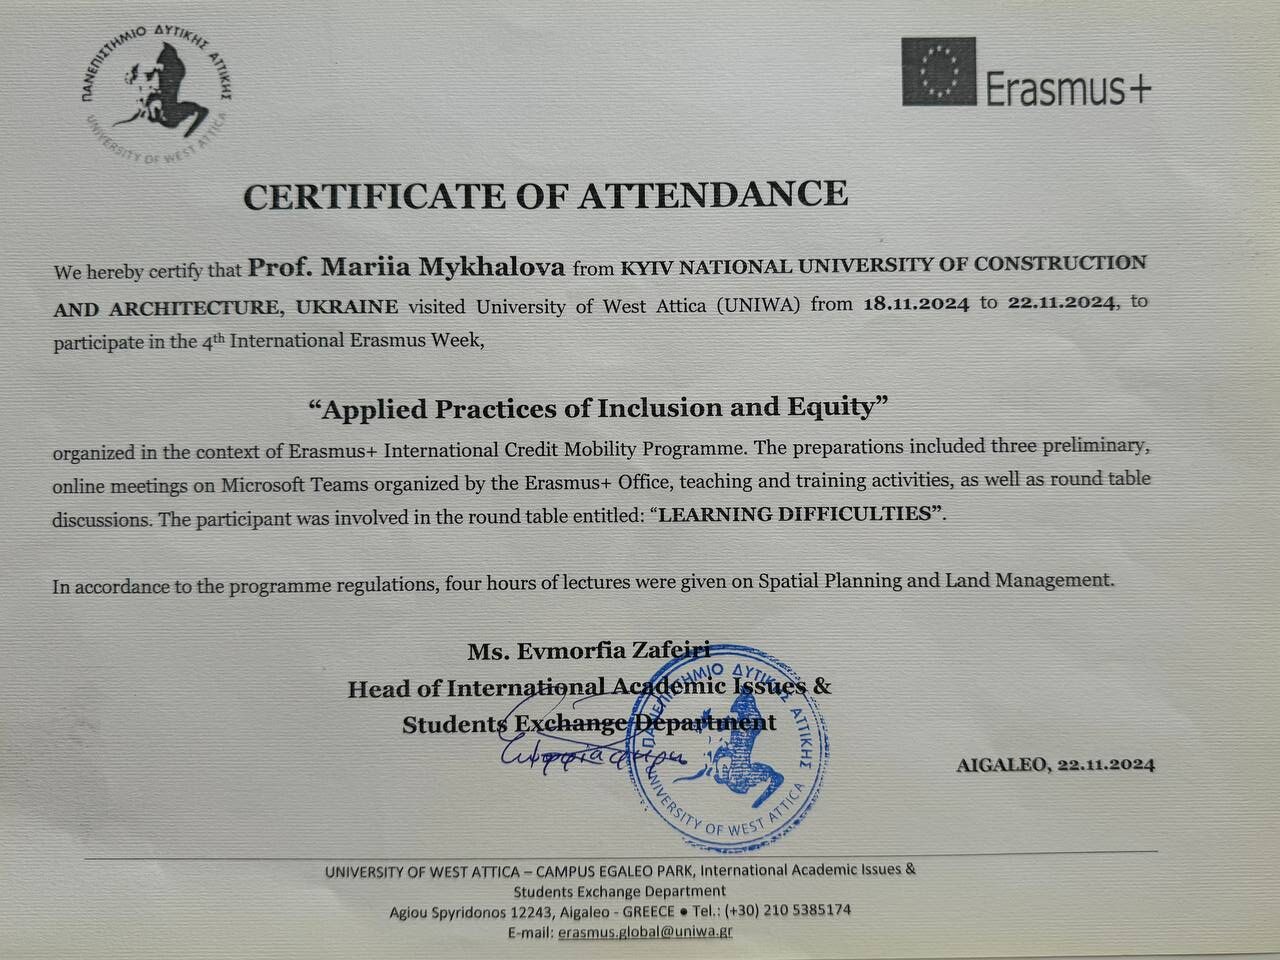 ΠΑΝΕΠΙΣΤΗΜΙΟ ΔΥΤΙΚΗΣ ΑΤΤΙΚΗΣ
UNIVERSITY OF WEST ATTICA
Erasmus+
CERTIFICATE OF ATTENDANCE
We hereby certify that Prof. Mariia Mykhalova from KYIV NATIONAL UNIVERSITY OF CONSTRUCTION
AND ARCHITECTURE, UKRAINE visited University of West Attica (UNIWA) from 18.11.2024 to 22.11.2024, to
participate in the 4th International Erasmus Week,
“Applied Practices of Inclusion and Equity”
organized in the context of Erasmus+ International Credit Mobility Programme. The preparations included three preliminary,
online meetings on Microsoft Teams organized by the Erasmus+ Office, teaching and training activities, as well as round table
discussions. The participant was involved in the round table entitled: “LEARNING DIFFICULTIES”.
In accordance to the programme regulations, four hours of lectures were given on Spatial Planning and Land Management.
Ms. Evmorfia Zafeiri
Head of International Academic Issues &
Students Exchange Department
ΠΑΝΕΠΙΣΤΗΜΙΟ ΔΥΤΙΚΗΣ ΑΤΤΙΚΗΣ
UNIVERSITY OF WEST ATTICA
AIGALEO, 22.11.2024
UNIVERSITY OF WEST ATTICA – CAMPUS EGALEO PARK, International Academic Issues &
Students Exchange Department
Agiou Spyridonos 12243, Aigaleo - GREECE ● Tel.: (+30) 210 5385174
E-mail: erasmus.global@uniwa.gr